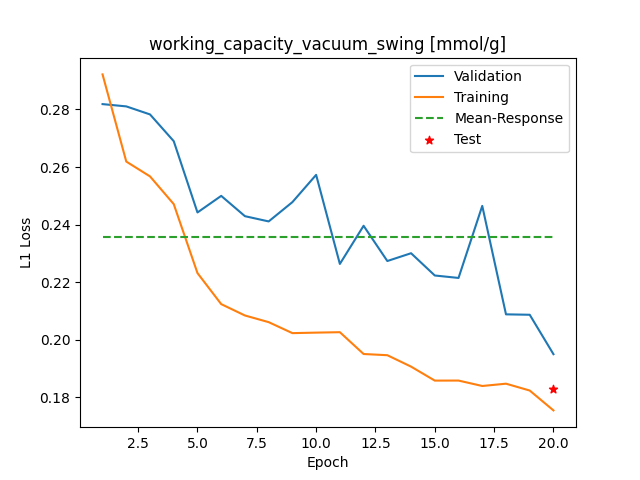 working_capacity_vacuum_swing [mmol/g]
Validation
Training
Mean-Response
Test
L1 Loss
0.28
0.26
0.24
0.22
0.20
0.18
2.5 5.0 7.5 10.0 12.5 15.0 17.5 20.0
Epoch